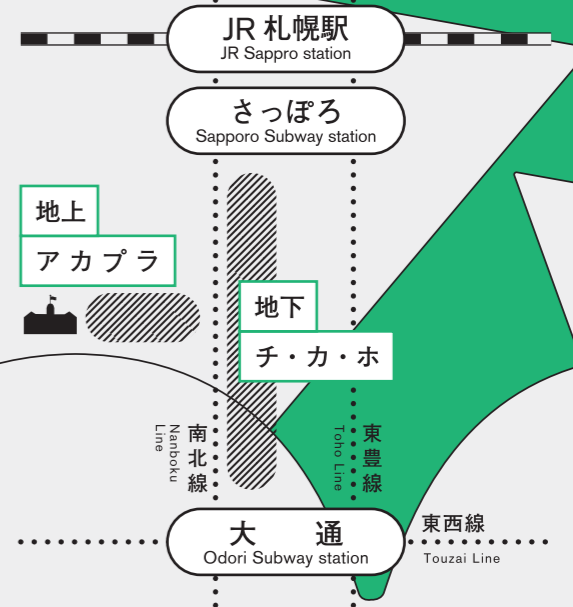 JR 札幌駅
JR Sappro station
さっぽろ
Sapporo Subway station
地上
アカプラ
地下
チ・カ・ホ
南北線
Nanboku
Line
Toho Line
東豊線
大 通
Odori Subway station
東西線
Touzai Line